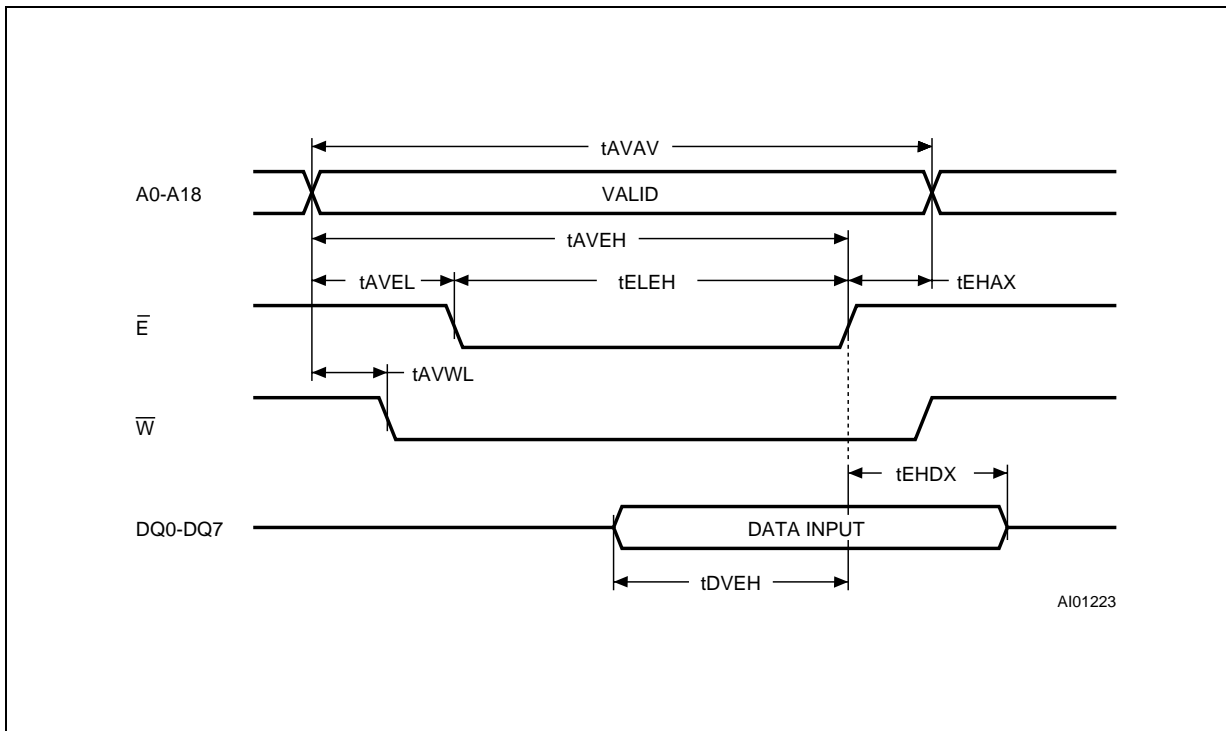 tAVAV
A0-A18
VALID
tAVEH
tAVEL
tELEH
tEHAX
E̅
tAVWL
W̅
tEHDX
DQ0-DQ7
DATA INPUT
tDVEH
AI01223